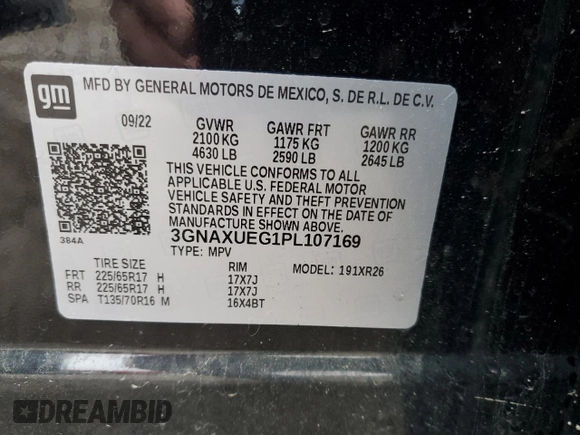 gm
MFD BY GENERAL MOTORS DE MEXICO, S. DE R.L. DE C.V.
09/22 GVWR GAWR FRT GAWR RR
2100 KG 1175 KG 1200 KG
4630 LB 2590 LB 2645 LB
THIS VEHICLE CONFORMS TO ALL
APPLICABLE U.S. FEDERAL MOTOR
VEHICLE SAFETY AND THEFT PREVENTION
STANDARDS IN EFFECT ON THE DATE OF
MANUFACTURE SHOWN ABOVE.
384A 3GNAXUEG1PL107169
TYPE: MPV
TIRE SIZE RIM MODEL: 191XR26
FRT 225/65R17 H 17X7J
RR 225/65R17 H 17X7J
SPA T135/70R16 M 16X4BT
DREAMBID